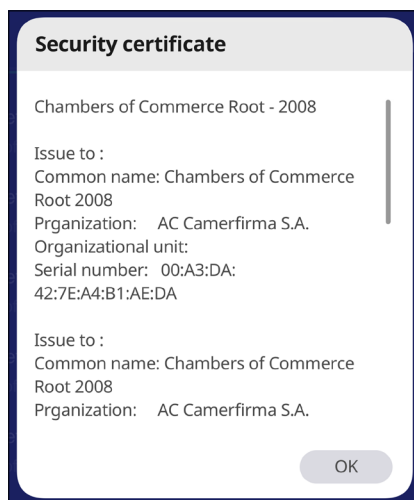 Security certificate
Chambers of Commerce Root - 2008
Issue to :
Common name: Chambers of Commerce
Root 2008
Prganization: AC Camerfirma S.A.
Organizational unit:
Serial number: 00:A3:DA:
42:7E:A4:B1:AE:DA
Issue to :
Common name: Chambers of Commerce
Root 2008
Prganization: AC Camerfirma S.A.
OK